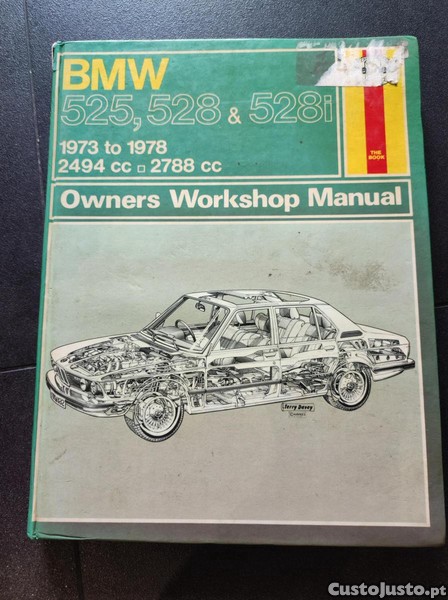 BMW
525, 528 & 528i
1973 to 1978
2494 cc □ 2788 cc
THE
BOOK
Owners Workshop Manual
Terry Davey
CustoJusto.pt